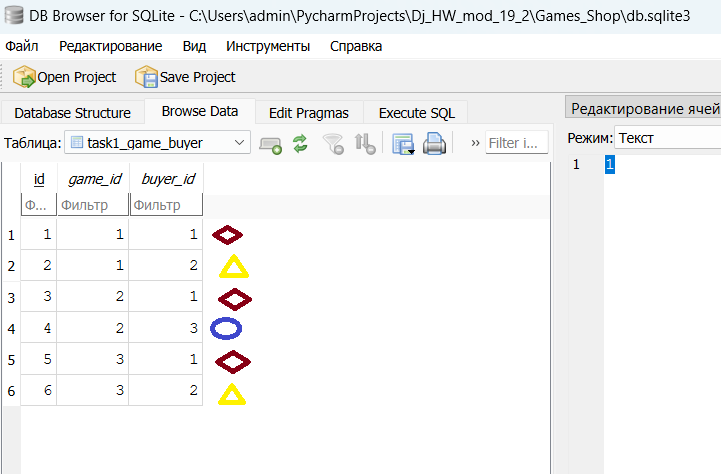 DB Browser for SQLite - C:\Users\admin\PycharmProjects\Dj_HW_mod_19_2\Games_Shop\db.sqlite3
Файл Редактирование Вид Инструменты Справка
Open Project Save Project
Database Structure Browse Data Edit Pragmas Execute SQL
Таблица: task1_game_buyer » Filter i...
id game_id buyer_id
Ф... Фильтр Фильтр
1 1 1 1
2 2 1 2
3 3 2 1
4 4 2 3
5 5 3 1
6 6 3 2
Редактирование ячей
Режим: Текст
1 1